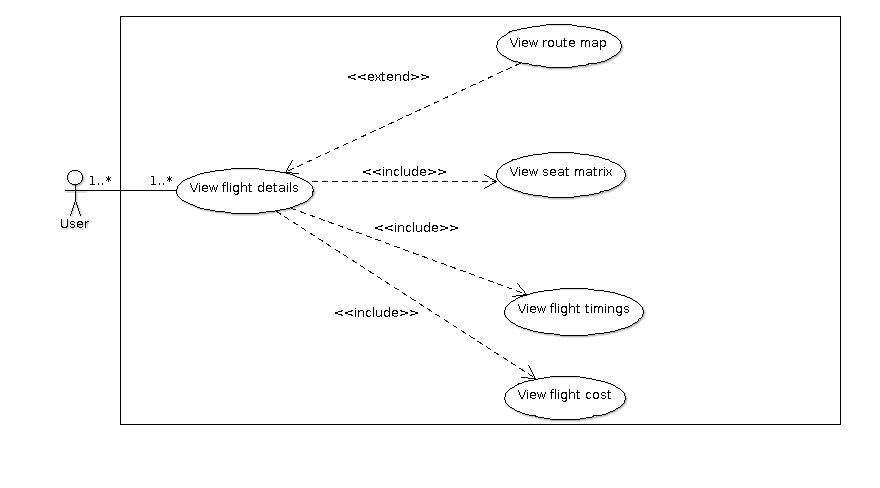 View route map
<<extend>>
<<include>>
View seat matrix
1..*
1..*
View flight details
User
<<include>>
View flight timings
<<include>>
View flight cost